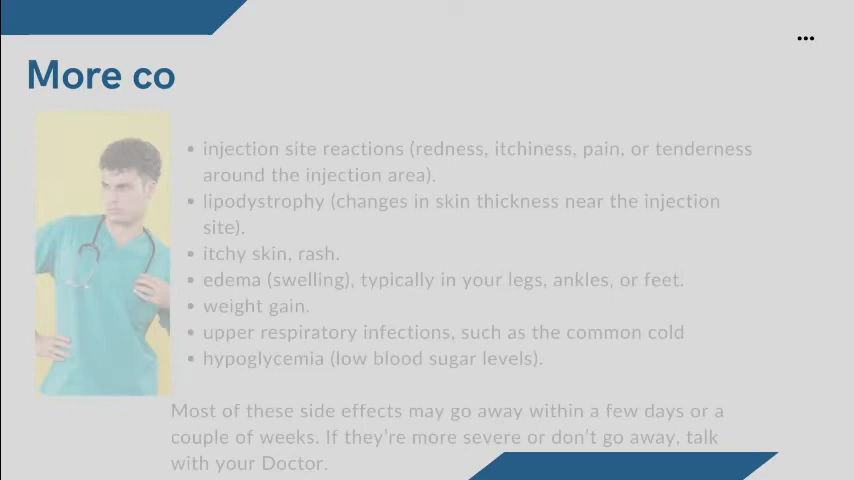 More co
• injection site reactions (redness, itchiness, pain, or tenderness
around the injection area).
• lipodystrophy (changes in skin thickness near the injection
site).
• itchy skin, rash.
• edema (swelling), typically in your legs, ankles, or feet.
• weight gain.
• upper respiratory infections, such as the common cold
• hypoglycemia (low blood sugar levels).
Most of these side effects may go away within a few days or a
couple of weeks. If they're more severe or don't go away, talk
with your Doctor.